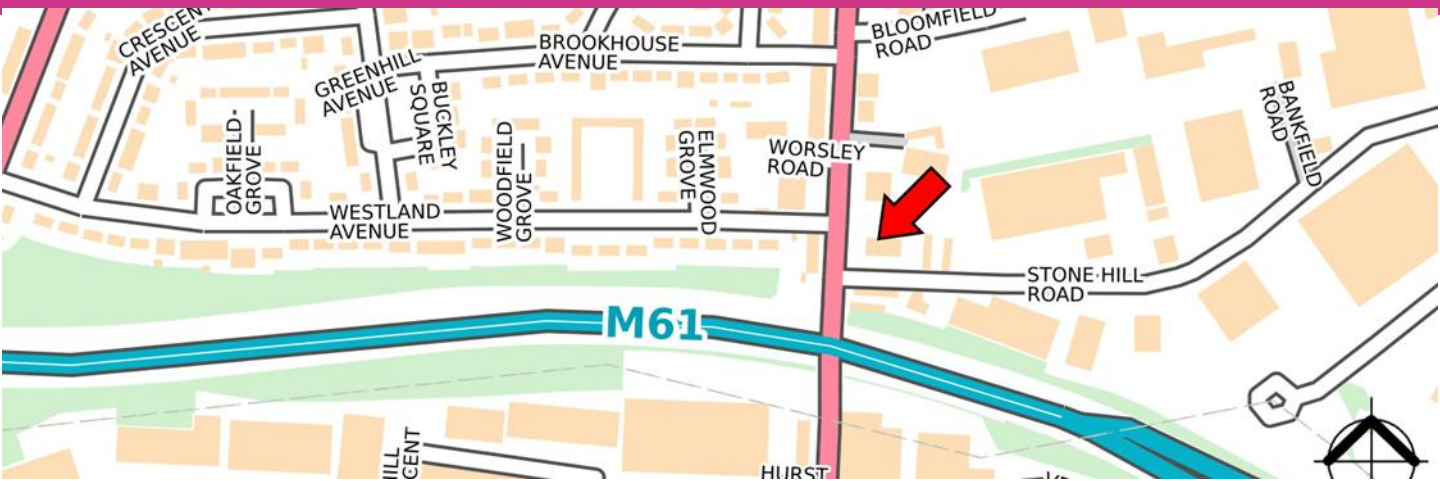 CRESCENT
AVENUE
BLOOMFIELD
ROAD
BROOKHOUSE
AVENUE
GREENHILL
AVENUE
BUCKLEY
SQUARE
BANKFIELD
ROAD
OAKFIELD
GROVE
WOODFIELD
GROVE
ELMWOOD
GROVE
WORSLEY
ROAD
WESTLAND
AVENUE
STONE HILL
ROAD
M61
HILL
CENT
HURST